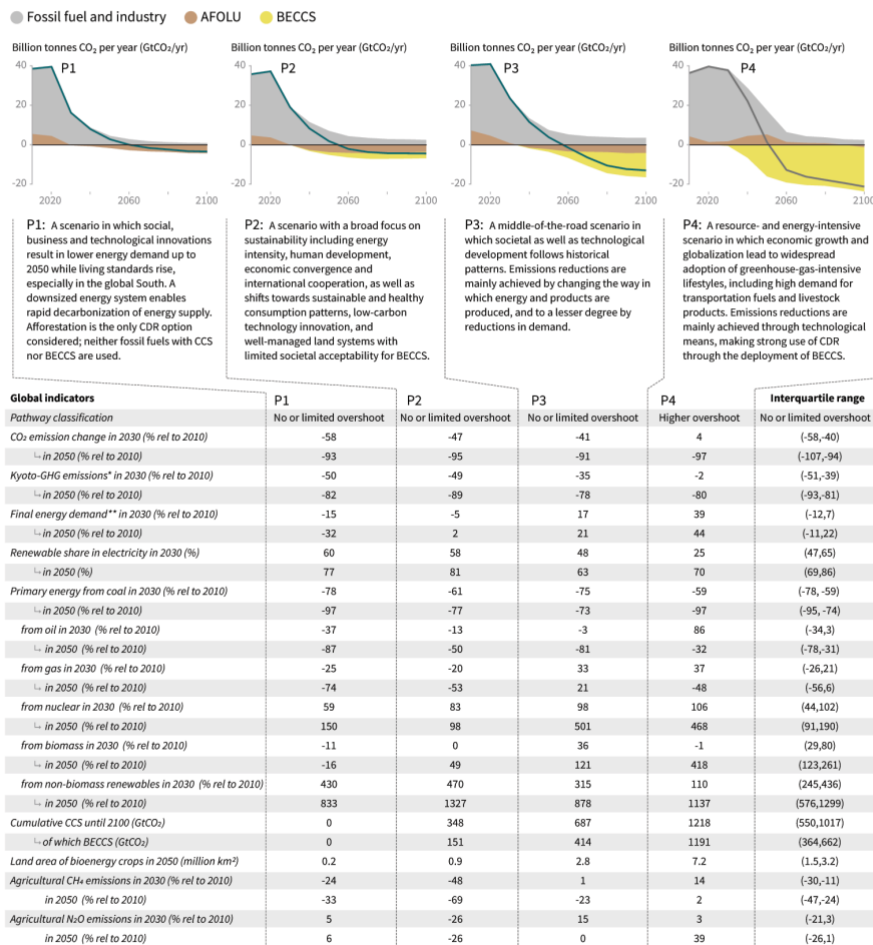 Fossil fuel and industry AFOLU BECCS
Billion tonnes CO₂ per year (GtCO₂/yr) Billion tonnes CO₂ per year (GtCO₂/yr) Billion tonnes CO₂ per year (GtCO₂/yr) Billion tonnes CO₂ per year (GtCO₂/yr)
40 P1 40 P2 40 P3 40 P4
20 20 20 20
0 0 0 0
-20 -20 -20 -20
2020 2060 2100 2020 2060 2100 2020 2060 2100 2020 2060 2100
P1: A scenario in which social,
business and technological innovations
result in lower energy demand up to
2050 while living standards rise,
especially in the global South. A
downsized energy system enables
rapid decarbonization of energy supply.
Afforestation is the only CDR option
considered; neither fossil fuels with CCS
nor BECCS are used.
P2: A scenario with a broad focus on
sustainability including energy
intensity, human development,
economic convergence and
international cooperation, as well as
shifts towards sustainable and healthy
consumption patterns, low-carbon
technology innovation, and
well-managed land systems with
limited societal acceptability for BECCS.
P3: A middle-of-the-road scenario in
which societal as well as technological
development follows historical
patterns. Emissions reductions are
mainly achieved by changing the way in
which energy and products are
produced, and to a lesser degree by
reductions in demand.
P4: A resource- and energy-intensive
scenario in which economic growth and
globalization lead to widespread
adoption of greenhouse-gas-intensive
lifestyles, including high demand for
transportation fuels and livestock
products. Emissions reductions are
mainly achieved through technological
means, making strong use of CDR
through the deployment of BECCS.
Global indicators P1 P2 P3 P4 Interquartile range
Pathway classification No or limited overshoot No or limited overshoot No or limited overshoot Higher overshoot No or limited overshoot
CO₂ emission change in 2030 (% rel to 2010) -58 -47 -41 4 (-58,-40)
↳ in 2050 (% rel to 2010) -93 -95 -91 -97 (-107,-94)
Kyoto-GHG emissions* in 2030 (% rel to 2010) -50 -49 -35 -2 (-51,-39)
↳ in 2050 (% rel to 2010) -82 -89 -78 -80 (-93,-81)
Final energy demand** in 2030 (% rel to 2010) -15 -5 17 39 (-12,7)
↳ in 2050 (% rel to 2010) -32 2 21 44 (-11,22)
Renewable share in electricity in 2030 (%) 60 58 48 25 (47,65)
↳ in 2050 (%) 77 81 63 70 (69,86)
Primary energy from coal in 2030 (% rel to 2010) -78 -61 -75 -59 (-78, -59)
↳ in 2050 (% rel to 2010) -97 -77 -73 -97 (-95, -74)
from oil in 2030 (% rel to 2010) -37 -13 -3 86 (-34,3)
↳ in 2050 (% rel to 2010) -87 -50 -81 -32 (-78,-31)
from gas in 2030 (% rel to 2010) -25 -20 33 37 (-26,21)
↳ in 2050 (% rel to 2010) -74 -53 21 -48 (-56,6)
from nuclear in 2030 (% rel to 2010) 59 83 98 106 (44,102)
↳ in 2050 (% rel to 2010) 150 98 501 468 (91,190)
from biomass in 2030 (% rel to 2010) -11 0 36 -1 (29,80)
↳ in 2050 (% rel to 2010) -16 49 121 418 (123,261)
from non-biomass renewables in 2030 (% rel to 2010) 430 470 315 110 (245,436)
↳ in 2050 (% rel to 2010) 833 1327 878 1137 (576,1299)
Cumulative CCS until 2100 (GtCO₂) 0 348 687 1218 (550,1017)
↳ of which BECCS (GtCO₂) 0 151 414 1191 (364,662)
Land area of bioenergy crops in 2050 (million km²) 0.2 0.9 2.8 7.2 (1.5,3.2)
Agricultural CH₄ emissions in 2030 (% rel to 2010) -24 -48 1 14 (-30,-11)
in 2050 (% rel to 2010) -33 -69 -23 2 (-47,-24)
Agricultural N₂O emissions in 2030 (% rel to 2010) 5 -26 15 3 (-21,3)
in 2050 (% rel to 2010) 6 -26 0 39 (-26,1)